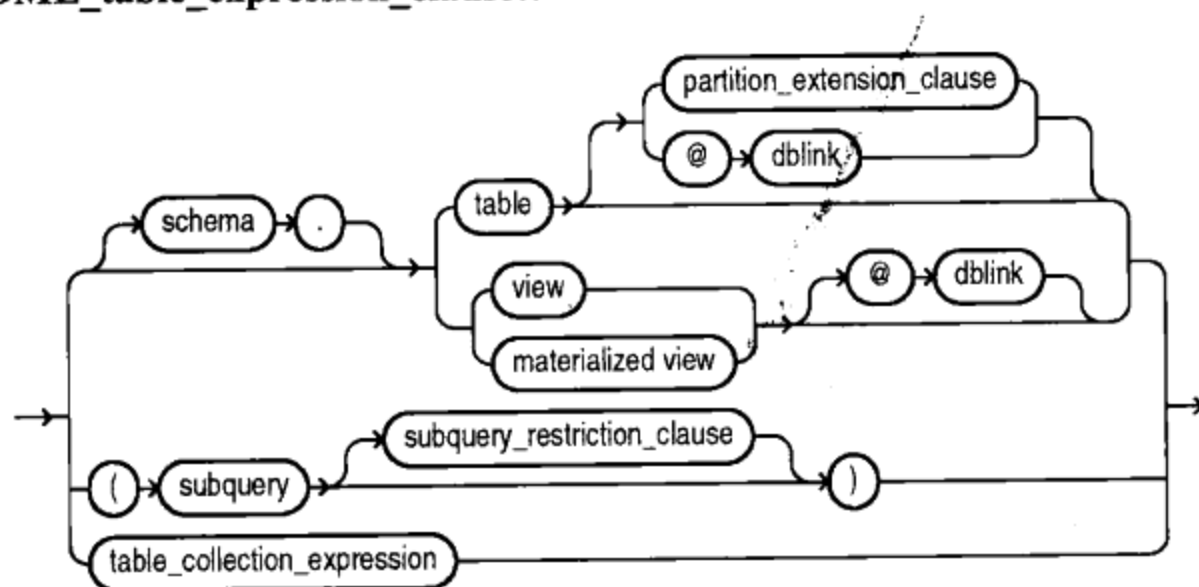 partition_extension_clause
@ dblink
table
schema .
view
@ dblink
materialized view
subquery_restriction_clause
( subquery )
table_collection_expression